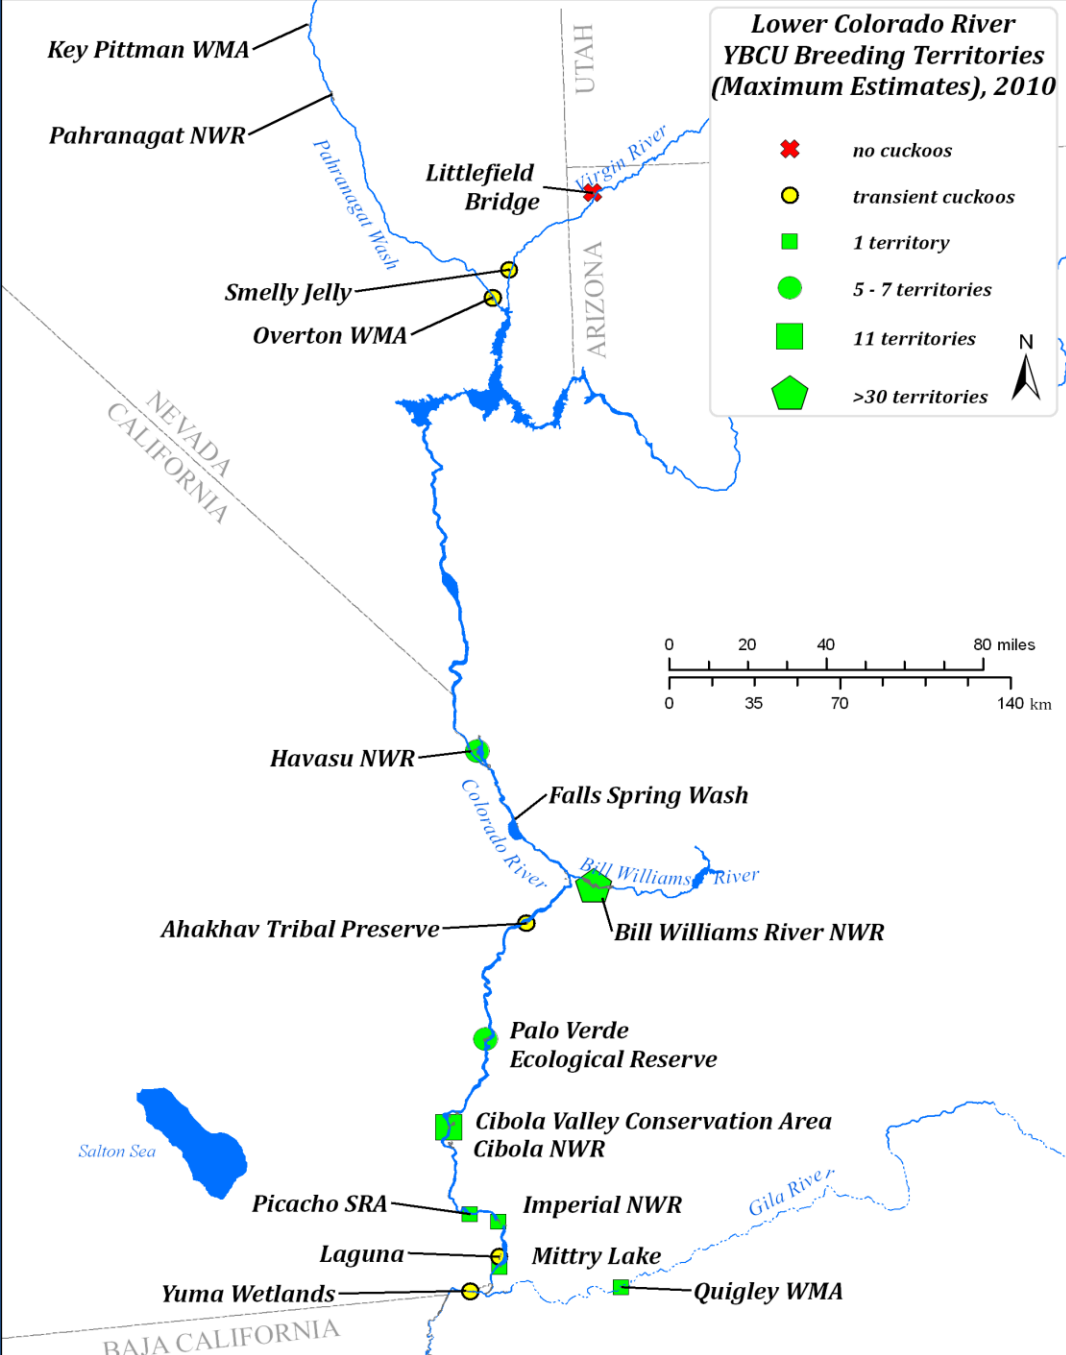 Key Pittman WMA
Pahranagat NWR
Pahranagat Wash
UTAH
Virgin River
Littlefield
Bridge
ARIZONA
Smelly Jelly
Overton WMA
Lower Colorado River
YBCU Breeding Territories
(Maximum Estimates), 2010
no cuckoos
transient cuckoos
1 territory
5 - 7 territories
11 territories
>30 territories
N
NEVADA
CALIFORNIA
0 20 40 80 miles
0 35 70 140 km
Havasu NWR
Colorado River
Falls Spring Wash
Bill Williams River
Bill Williams River NWR
Ahakhav Tribal Preserve
Palo Verde
Ecological Reserve
Salton Sea
Cibola Valley Conservation Area
Cibola NWR
Gila River
Picacho SRA
Imperial NWR
Laguna
Mittry Lake
Yuma Wetlands
Quigley WMA
BAJA CALIFORNIA